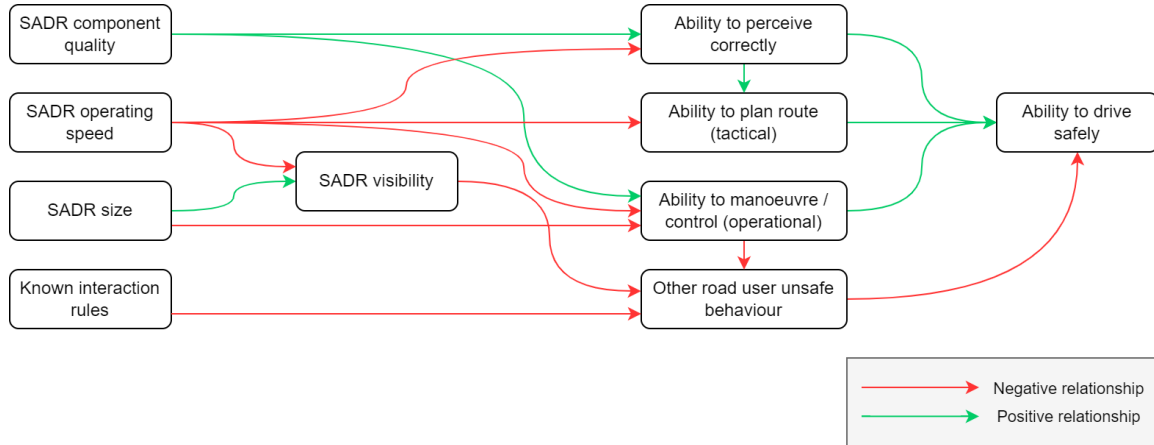 SADR component
quality
Ability to perceive
correctly
SADR operating
speed
Ability to plan route
(tactical)
Ability to drive
safely
SADR visibility
SADR size
Ability to manoeuvre /
control (operational)
Known interaction
rules
Other road user unsafe
behaviour
Negative relationship
Positive relationship